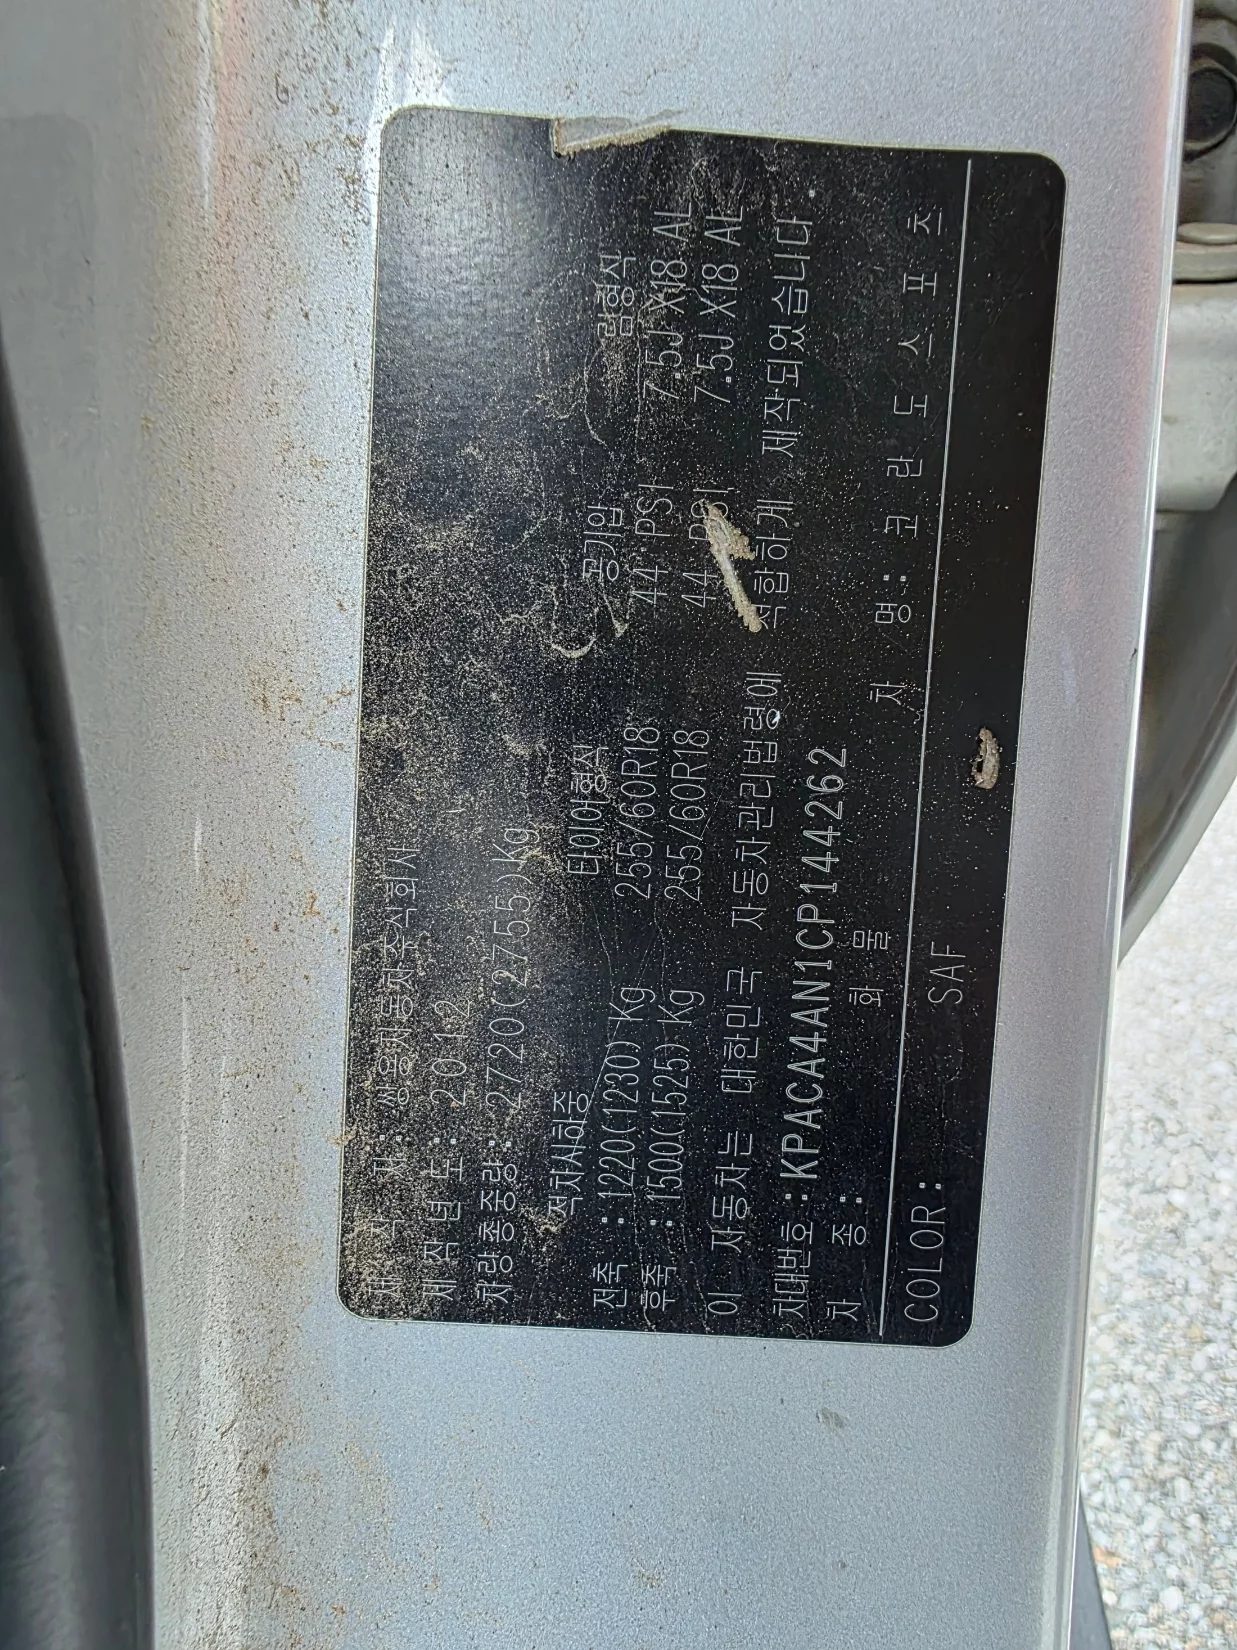 제 작 자: 쌍용자동차주식회사
제 작 년 도: 2012
차량총중량: 2720(2755)kg
적차시하중 타이어형식 공기압 림형식
전축 : 1220(1230) Kg 255/60R18 44 PSI 7.5J X18 AL
후축 : 1500(1525) Kg 255/60R18 44 PSI 7.5J X18 AL
이 자동차는 대한민국 자동차관리법령에 적합하게 제작되었습니다.
차대번호 : KPACA4AN1CP144262
차 종 : 화 물 차 명 : 코 란 도 스 포 츠
COLOR: SAF